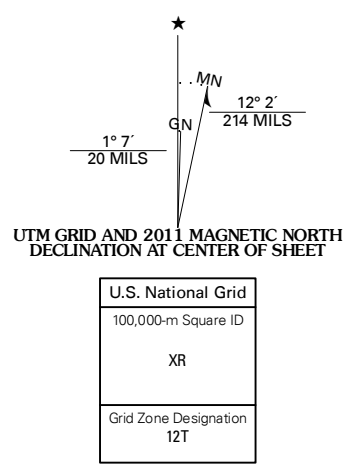 ★
MN
GN
12° 2´
214 MILS
1° 7´
20 MILS
UTM GRID AND 2011 MAGNETIC NORTH
DECLINATION AT CENTER OF SHEET
U.S. National Grid
100,000-m Square ID
XR
Grid Zone Designation
12T